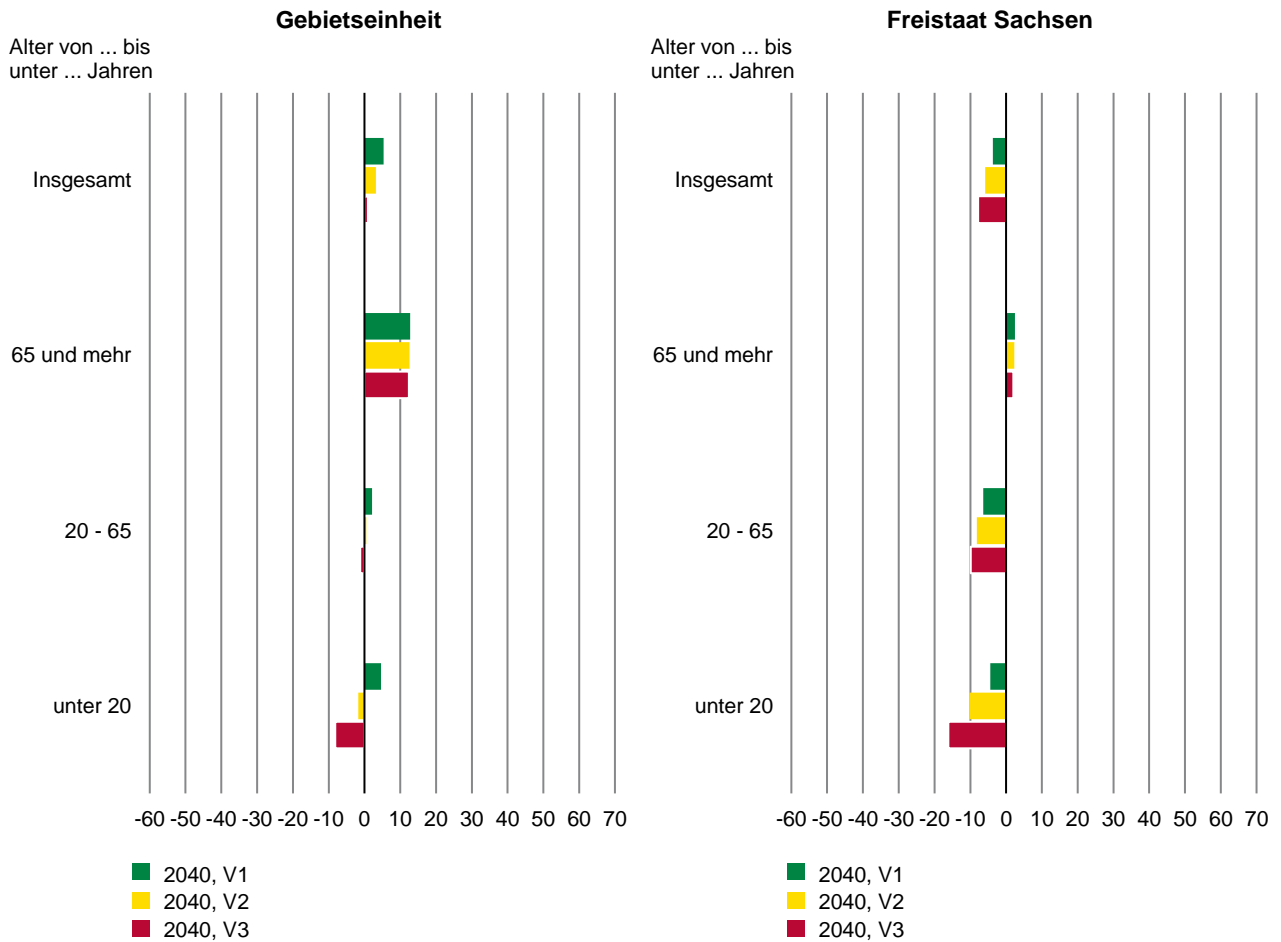 Gebietseinheit
Alter von ... bis
unter ... Jahren
Insgesamt
65 und mehr
20 - 65
unter 20
-60 -50 -40 -30 -20 -10 0 10 20 30 40 50 60 70
2040, V1
2040, V2
2040, V3
Freistaat Sachsen
Alter von ... bis
unter ... Jahren
Insgesamt
65 und mehr
20 - 65
unter 20
-60 -50 -40 -30 -20 -10 0 10 20 30 40 50 60 70
2040, V1
2040, V2
2040, V3